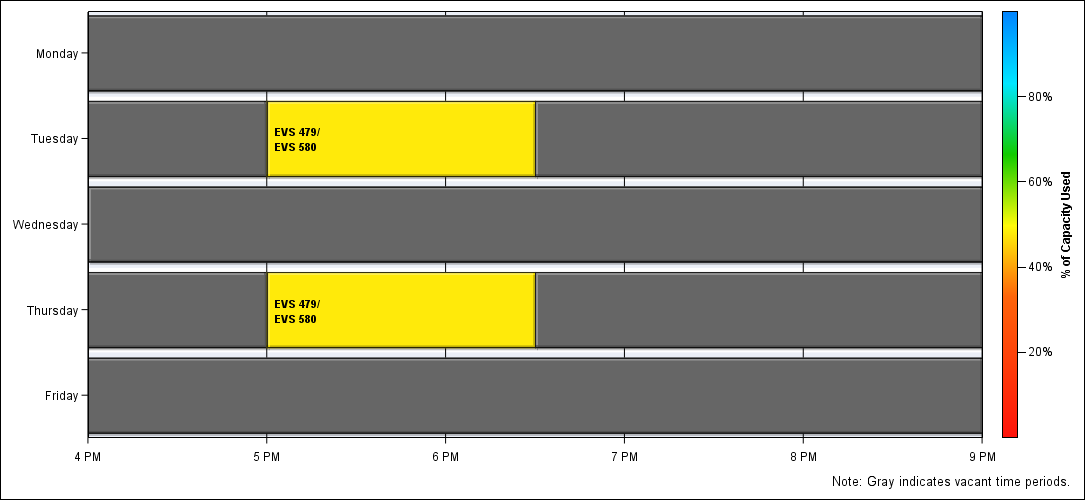 Monday
Tuesday
Wednesday
Thursday
Friday
EVS 479/
EVS 580
EVS 479/
EVS 580
4 PM
5 PM
6 PM
7 PM
8 PM
9 PM
80%
60%
40%
20%
% of Capacity Used
Note: Gray indicates vacant time periods.